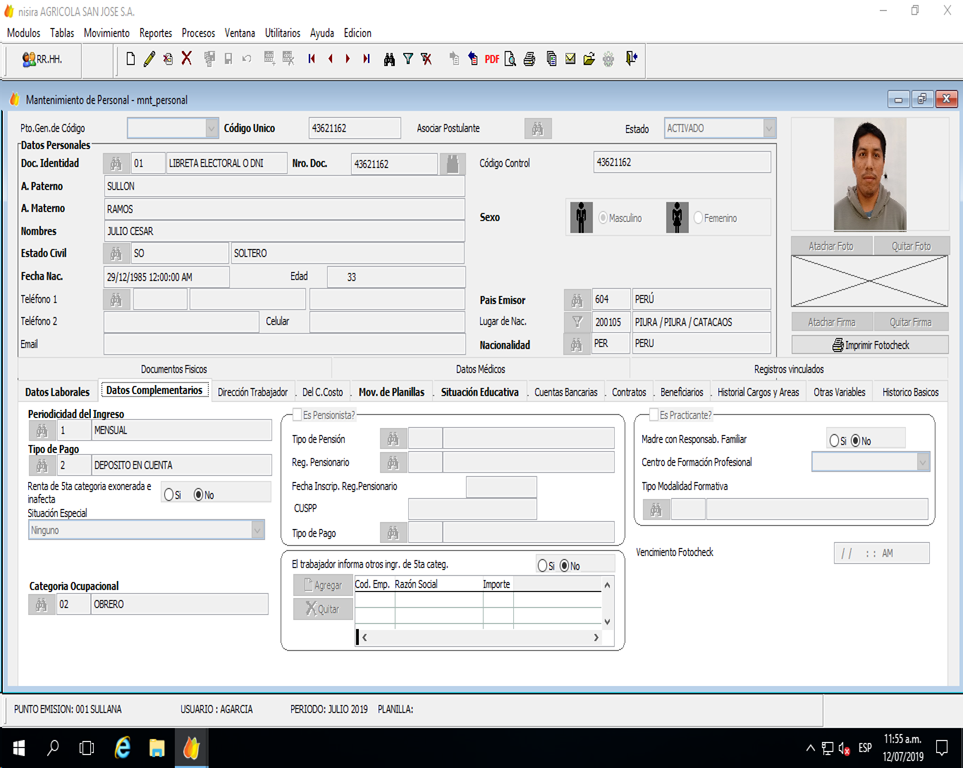 nisira AGRICOLA SAN JOSE S.A.
Modulos Tablas Movimiento Reportes Procesos Ventana Utilitarios Ayuda Edicion
RR.HH. PDF
Mantenimiento de Personal - mnt_personal
Pto.Gen.de Código Código Unico 43621162 Asociar Postulante Estado ACTIVADO
Datos Personales
Doc. Identidad 01 LIBRETA ELECTORAL O DNI Nro. Doc. 43621162 Código Control 43621162
A. Paterno SULLON
A. Materno RAMOS
Sexo Masculino Femenino
Nombres JULIO CESAR
Estado Civil SO SOLTERO
Atachar Foto Quitar Foto
Fecha Nac. 29/12/1985 12:00:00 AM Edad 33
Teléfono 1 Pais Emisor 604 PERÚ
Teléfono 2 Celular Lugar de Nac. 200105 PIURA / PIURA / CATACAOS
Atachar Firma Quitar Firma
Email Nacionalidad PER PERU
Imprimir Fotocheck
Documentos Fisicos Datos Médicos Registros vinculados
Datos Laborales Datos Complementarios Dirección Trabajador . Del C.Costo . Mov. de Planillas . Situación Educativa . Cuentas Bancarias . Contratos . Beneficiarios . Historial Cargos y Areas Otras Variables Historico Basicos
Periodicidad del Ingreso
1 MENSUAL
Tipo de Pago
2 DEPOSITO EN CUENTA
Renta de 5ta categoria exonerada e
inafecta
Si No
Situación Especial
Ninguno
Categoria Ocupacional
02 OBRERO
Es Pensionista?
Tipo de Pensión
Reg. Pensionario
Fecha Inscrip. Reg.Pensionario
CUSPP
Tipo de Pago
El trabajador informa otros ingr. de 5ta categ. Si No
Agregar
Quitar
Cod. Emp. Razón Social Importe
Es Practicante?
Madre con Responsab. Familiar Si No
Centro de Formación Profesional
Tipo Modalidad Formativa
Vencimiento Fotocheck / / : : AM
PUNTO EMISION: 001 SULLANA USUARIO : AGARCIA PERIODO: JULIO 2019 PLANILLA:
ESP
11:55 a.m.
12/07/2019